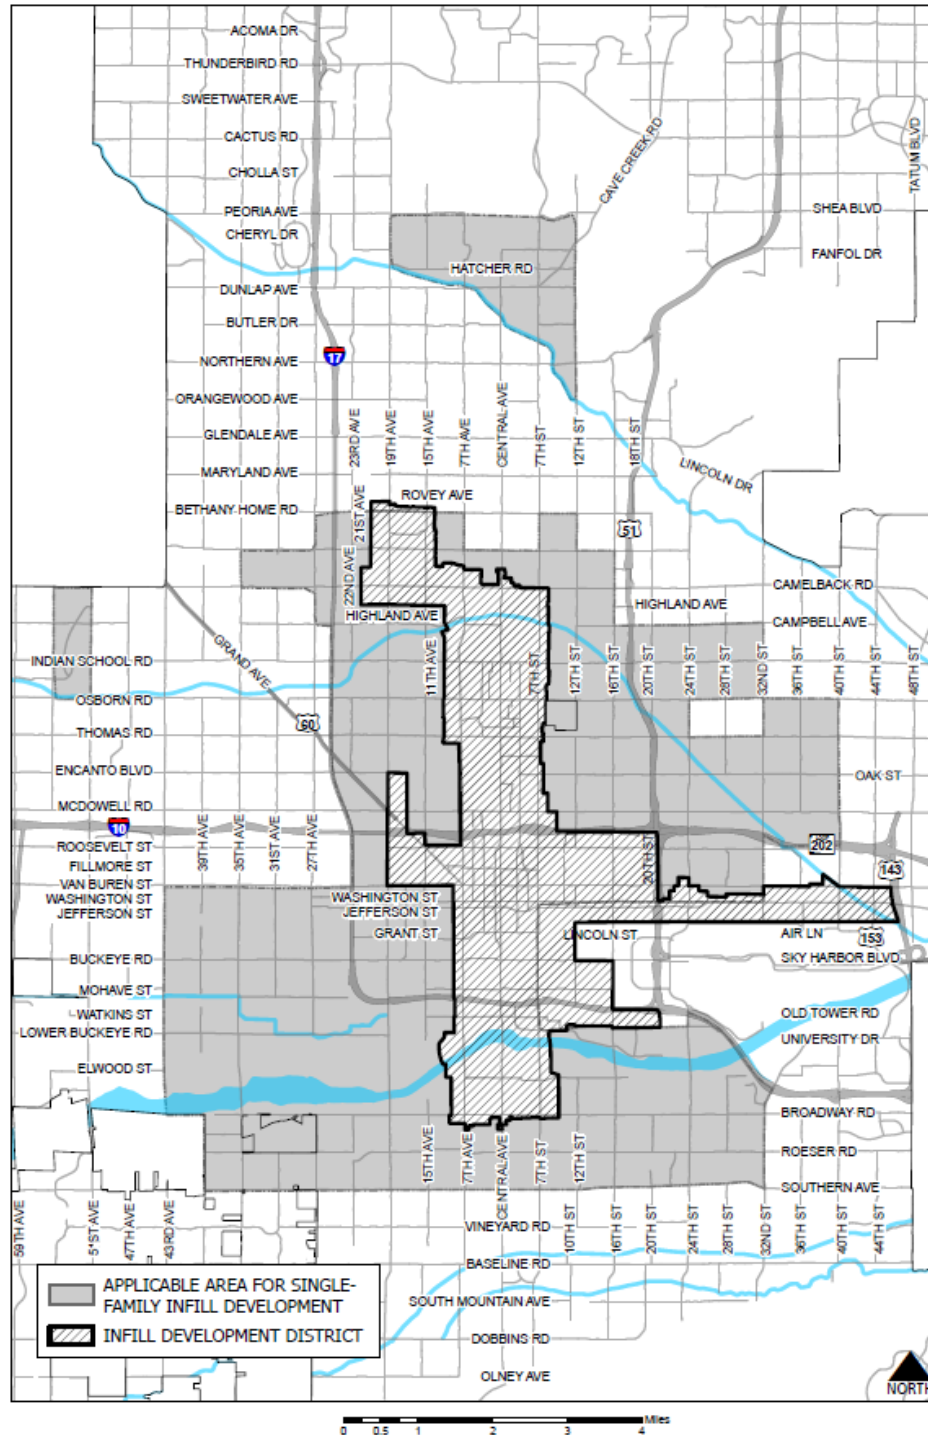 ACOMA DR
THUNDERBIRD RD
SWEETWATER AVE
CACTUS RD
CHOLLA ST
PEORIA AVE
CHERYL DR
DUNLAP AVE
BUTLER DR
NORTHERN AVE
ORANGEWOOD AVE
GLENDALE AVE
MARYLAND AVE
BETHANY HOME RD
CAVE CREEK RD
TATUM BLVD
SHEA BLVD
FANFOL DR
HATCHER RD
17
23RD AVE
19TH AVE
15TH AVE
7TH AVE
CENTRAL AVE
7TH ST
12TH ST
18TH ST
LINCOLN DR
ROVEY AVE
21ST AVE
22ND AVE
51
CAMELBACK RD
HIGHLAND AVE
HIGHLAND AVE
CAMPBELL AVE
GRAND AVE
60
INDIAN SCHOOL RD
OSBORN RD
THOMAS RD
ENCANTO BLVD
MCDOWELL RD
11TH AVE
7TH ST
12TH ST
16TH ST
20TH ST
24TH ST
28TH ST
32ND ST
36TH ST
40TH ST
44TH ST
48TH ST
OAK ST
10
ROOSEVELT ST
FILLMORE ST
VAN BUREN ST
WASHINGTON ST
JEFFERSON ST
39TH AVE
35TH AVE
31ST AVE
27TH AVE
20TH ST
202
143
WASHINGTON ST
JEFFERSON ST
GRANT ST
LINCOLN ST
AIR LN
153
SKY HARBOR BLVD
BUCKEYE RD
MOHAVE ST
WATKINS ST
LOWER BUCKEYE RD
ELWOOD ST
OLD TOWER RD
UNIVERSITY DR
BROADWAY RD
ROESER RD
SOUTHERN AVE
15TH AVE
7TH AVE
CENTRAL AVE
7TH ST
12TH ST
59TH AVE
51ST AVE
47TH AVE
43RD AVE
10TH ST
16TH ST
20TH ST
24TH ST
28TH ST
32ND ST
36TH ST
40TH ST
44TH ST
VINEYARD RD
BASELINE RD
SOUTH MOUNTAIN AVE
DOBBINS RD
OLNEY AVE
APPLICABLE AREA FOR SINGLE-
FAMILY INFILL DEVELOPMENT
INFILL DEVELOPMENT DISTRICT
NORTH
Miles
0 0.5 1 2 3 4